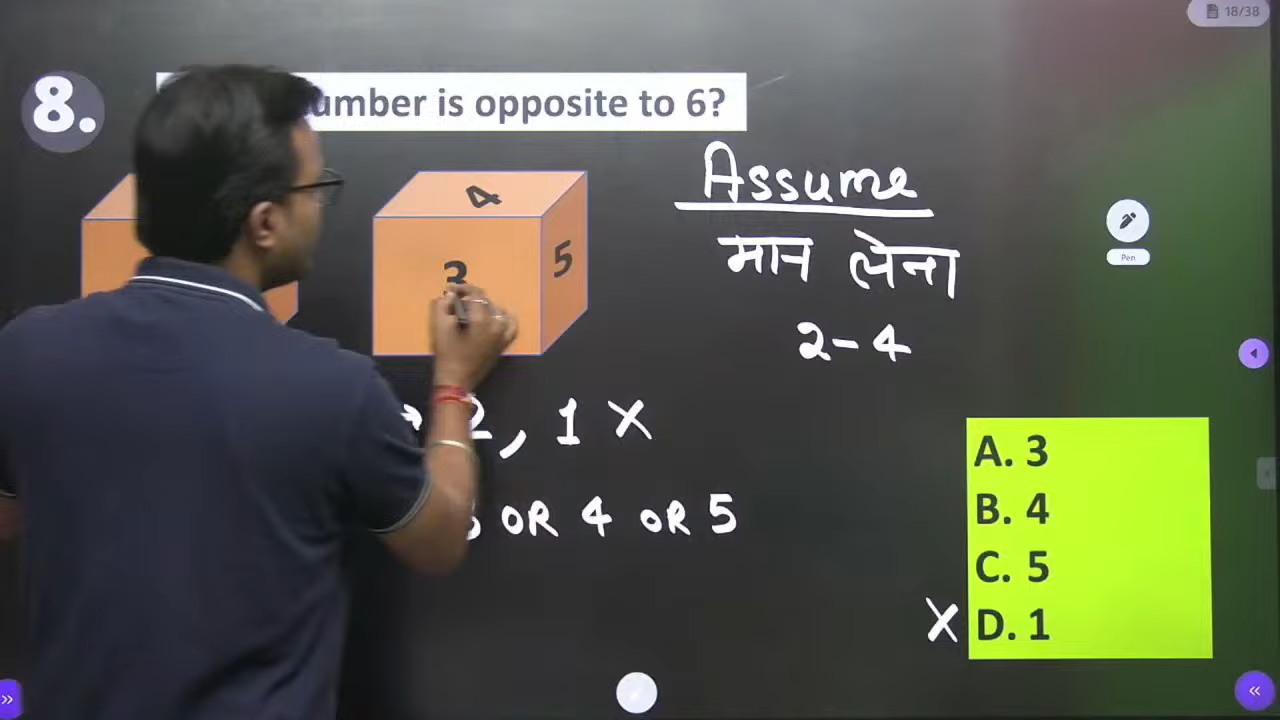 18/38
8.
number is opposite to 6?
4
3
5
Assume
मान लेना
2-4
Pen
2, 1 X
OR 4 OR 5
A. 3
B. 4
C. 5
X D. 1